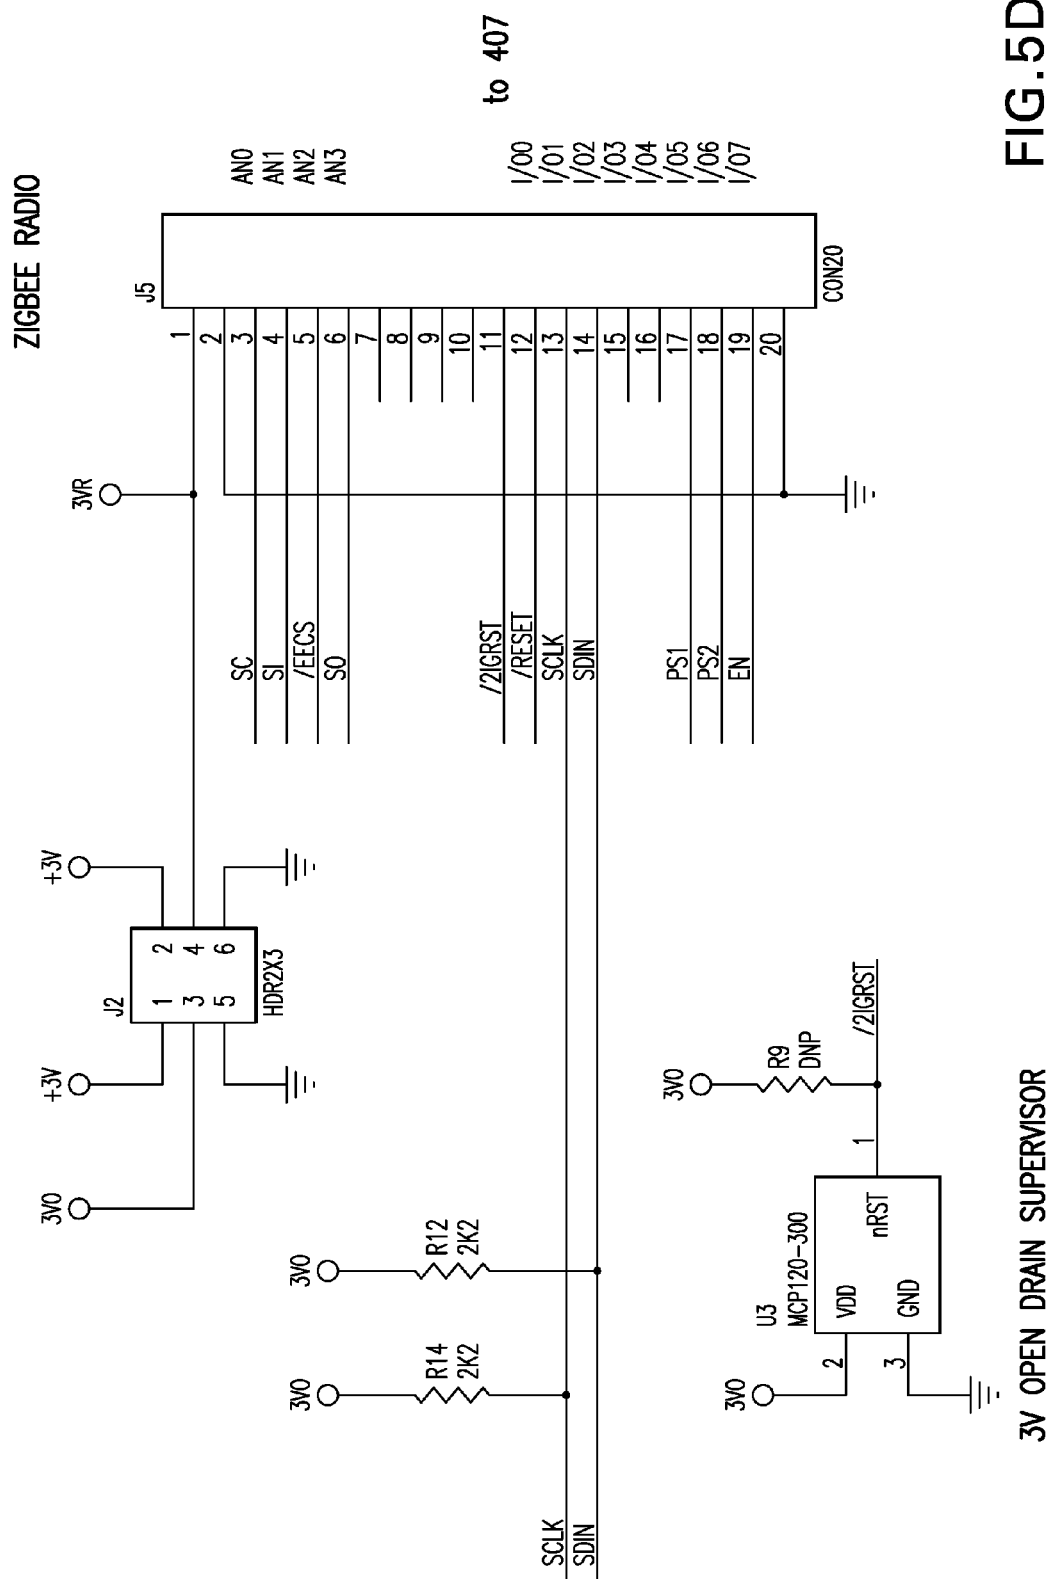 ZIGBEE RADIO
3VO
+3V
+3V
3VR
J2
1 2
3 4
5 6
HDR2X3
J5
1
2
3
4
5
6
7
8
9
10
11
12
13
14
15
16
17
18
19
20
CON20
SC
SI
/EECS
SO
/2IGRST
/RESET
SCLK
SDIN
PS1
PS2
EN
AN0
AN1
AN2
AN3
I/O0
I/O1
I/O2
I/O3
I/O4
I/O5
I/O6
I/O7
to 407
3VO
R14
2K2
3VO
R12
2K2
SCLK
SDIN
3VO
U3
MCP120-300
2
VDD
3
GND
nRST
1
3VO
R9
DNP
/2IGRST
3V OPEN DRAIN SUPERVISOR
FIG.5D